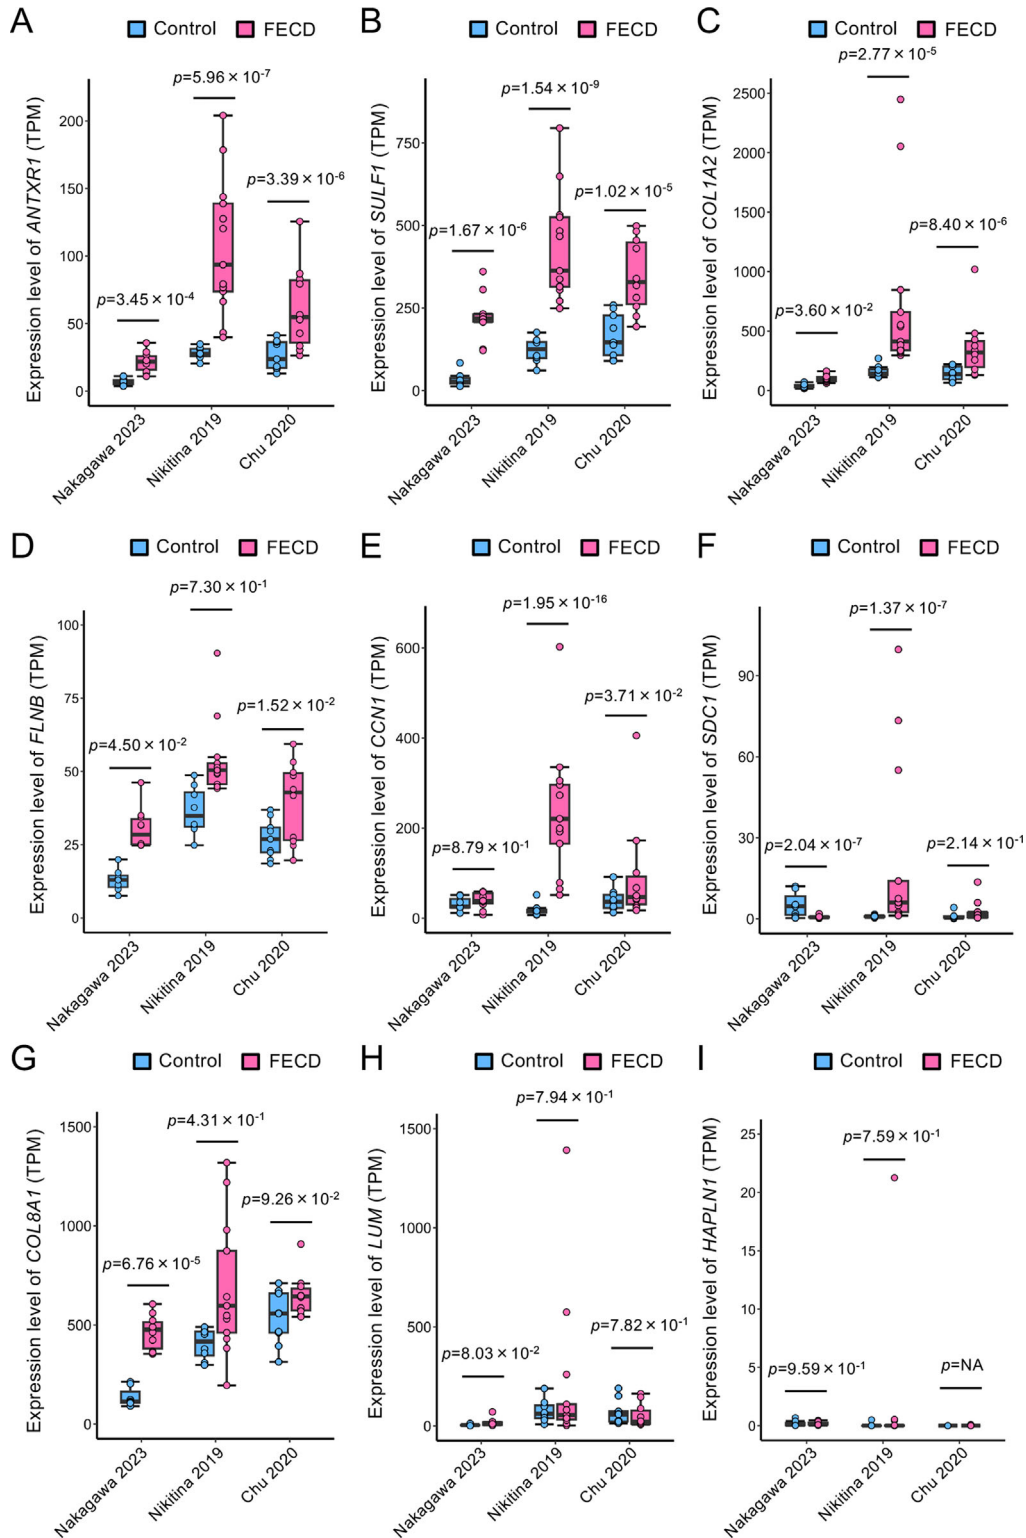 A
Control FECD
Expression level of ANTXR1 (TPM)
200
150
100
50
0
p=3.45 × 10-4
p=5.96 × 10-7
p=3.39 × 10-6
Nakagawa 2023
Nikitina 2019
Chu 2020
B
Control FECD
Expression level of SULF1 (TPM)
750
500
250
0
p=1.67 × 10-6
p=1.54 × 10-9
p=1.02 × 10-5
Nakagawa 2023
Nikitina 2019
Chu 2020
C
Control FECD
Expression level of COL1A2 (TPM)
2500
2000
1500
1000
500
0
p=3.60 × 10-2
p=2.77 × 10-5
p=8.40 × 10-6
Nakagawa 2023
Nikitina 2019
Chu 2020
D
Control FECD
Expression level of FLNB (TPM)
100
75
50
25
0
p=4.50 × 10-2
p=7.30 × 10-1
p=1.52 × 10-2
Nakagawa 2023
Nikitina 2019
Chu 2020
E
Control FECD
Expression level of CCN1 (TPM)
600
400
200
0
p=8.79 × 10-1
p=1.95 × 10-16
p=3.71 × 10-2
Nakagawa 2023
Nikitina 2019
Chu 2020
F
Control FECD
Expression level of SDC1 (TPM)
90
60
30
0
p=2.04 × 10-7
p=1.37 × 10-7
p=2.14 × 10-1
Nakagawa 2023
Nikitina 2019
Chu 2020
G
Control FECD
Expression level of COL8A1 (TPM)
1500
1000
500
0
p=6.76 × 10-5
p=4.31 × 10-1
p=9.26 × 10-2
Nakagawa 2023
Nikitina 2019
Chu 2020
H
Control FECD
Expression level of LUM (TPM)
1500
1000
500
0
p=8.03 × 10-2
p=7.94 × 10-1
p=7.82 × 10-1
Nakagawa 2023
Nikitina 2019
Chu 2020
I
Control FECD
Expression level of HAPLN1 (TPM)
25
20
15
10
5
0
p=9.59 × 10-1
p=7.59 × 10-1
p=NA
Nakagawa 2023
Nikitina 2019
Chu 2020